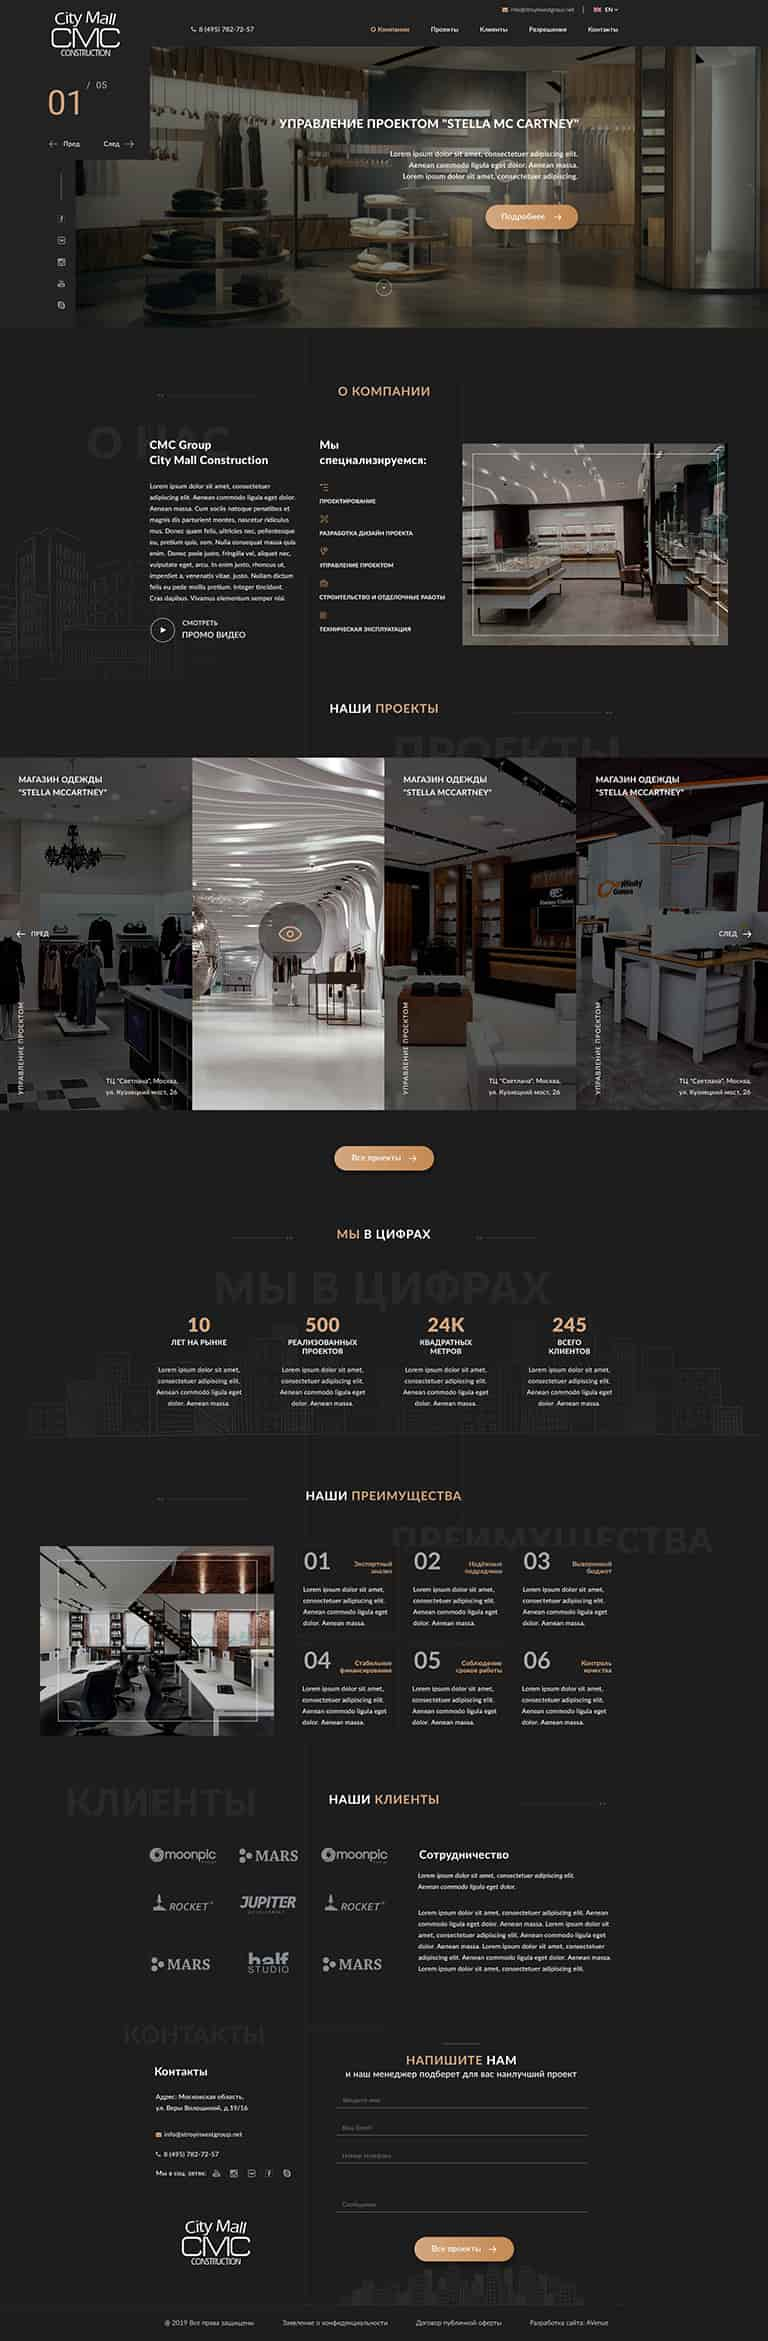 City Mall
CMC
CONSTRUCTION
info@stroyinvestgroup.net
EN
8 (495) 782-72-57
О Компании
Проекты
Клиенты
Разрешения
Контакты
01 / 05
Пред
След
УПРАВЛЕНИЕ ПРОЕКТОМ "STELLA MC CARTNEY"
Lorem ipsum dolor sit amet, consectetuer adipiscing elit.
Aenean commodo ligula eget dolor. Aenean massa.
Lorem ipsum dolor sit amet, consectetuer adipiscing.
Подробнее
О КОМПАНИИ
О НАС
CMC Group
City Mall Construction
Lorem ipsum dolor sit amet, consectetuer
adipiscing elit. Aenean commodo ligula eget dolor.
Aenean massa. Cum sociis natoque penatibus et
magnis dis parturient montes, nascetur ridiculus
mus. Donec quam felis, ultricies nec, pellentesque
eu, pretium quis, sem. Nulla consequat massa quis
enim. Donec pede justo, fringilla vel, aliquet nec,
vulputate eget, arcu. In enim justo, rhoncus ut,
imperdiet a, venenatis vitae, justo. Nullam dictum
felis eu pede mollis pretium. Integer tincidunt.
Cras dapibus. Vivamus elementum semper nisi
СМОТРЕТЬ
ПРОМО ВИДЕО
Мы
специализируемся:
ПРОЕКТИРОВАНИЕ
РАЗРАБОТКА ДИЗАЙН ПРОЕКТА
УПРАВЛЕНИЕ ПРОЕКТОМ
СТРОИТЕЛЬСТВО И ОТДЕЛОЧНЫЕ РАБОТЫ
ТЕХНИЧЕСКАЯ ЭКСПЛУАТАЦИЯ
НАШИ ПРОЕКТЫ
ПРОЕКТЫ
МАГАЗИН ОДЕЖДЫ
"STELLA MCCARTNEY"
ПРЕД
УПРАВЛЕНИЕ ПРОЕКТОМ
ТЦ "Светлана", Москва,
ул. Кузнецкий мост, 26
МАГАЗИН ОДЕЖДЫ
"STELLA MCCARTNEY"
УПРАВЛЕНИЕ ПРОЕКТОМ
ТЦ "Светлана", Москва,
ул. Кузнецкий мост, 26
МАГАЗИН ОДЕЖДЫ
"STELLA MCCARTNEY"
СЛЕД
УПРАВЛЕНИЕ ПРОЕКТОМ
ТЦ "Светлана", Москва,
ул. Кузнецкий мост, 26
Все проекты
МЫ В ЦИФРАХ
МЫ В ЦИФРАХ
10
ЛЕТ НА РЫНКЕ
Lorem ipsum dolor sit amet,
consectetuer adipiscing elit.
Aenean commodo ligula eget
dolor. Aenean massa.
500
РЕАЛИЗОВАННЫХ
ПРОЕКТОВ
Lorem ipsum dolor sit amet,
consectetuer adipiscing elit.
Aenean commodo ligula eget
dolor. Aenean massa.
24K
КВАДРАТНЫХ
МЕТРОВ
Lorem ipsum dolor sit amet,
consectetuer adipiscing elit.
Aenean commodo ligula eget
dolor. Aenean massa.
245
ВСЕГО
КЛИЕНТОВ
Lorem ipsum dolor sit amet,
consectetuer adipiscing elit.
Aenean commodo ligula eget
dolor. Aenean massa.
НАШИ ПРЕИМУЩЕСТВА
ПРЕИМУЩЕСТВА
01
Экспертный
анализ
Lorem ipsum dolor sit amet,
consectetuer adipiscing elit.
Aenean commodo ligula eget
dolor. Aenean massa.
02
Надёжные
подрядчики
Lorem ipsum dolor sit amet,
consectetuer adipiscing elit.
Aenean commodo ligula eget
dolor. Aenean massa.
03
Выверенный
бюджет
Lorem ipsum dolor sit amet,
consectetuer adipiscing elit.
Aenean commodo ligula eget
dolor. Aenean massa.
04
Стабильное
финансирование
Lorem ipsum dolor sit amet,
consectetuer adipiscing elit.
Aenean commodo ligula eget
dolor. Aenean massa.
05
Соблюдение
сроков работы
Lorem ipsum dolor sit amet,
consectetuer adipiscing elit.
Aenean commodo ligula eget
dolor. Aenean massa.
06
Контроль
качества
Lorem ipsum dolor sit amet,
consectetuer adipiscing elit.
Aenean commodo ligula eget
dolor. Aenean massa.
КЛИЕНТЫ
НАШИ КЛИЕНТЫ
moonpic
MARS
moonpic
ROCKET
JUPITER
ROCKET
MARS
half
STUDIO
MARS
Сотрудничество
Lorem ipsum dolor sit amet, consectetuer adipiscing elit.
Aenean commodo ligula eget dolor.
Lorem ipsum dolor sit amet, consectetuer adipiscing elit. Aenean
commodo ligula eget dolor. Aenean massa. Lorem ipsum dolor sit
amet, consectetuer adipiscing elit. Aenean commodo ligula eget
dolor. Aenean massa. Lorem ipsum dolor sit amet, consectetuer
adipiscing elit. Aenean commodo ligula eget dolor. Aenean massa.
Lorem ipsum dolor sit amet, consectetuer adipiscing elit.
КОНТАКТЫ
Контакты
Адрес: Московская область,
ул. Веры Волошиной, д.19/16
info@stroyinvestgroup.net
8 (495) 782-72-57
Мы в соц. сетях:
City Mall
CMC
CONSTRUCTION
НАПИШИТЕ НАМ
и наш менеджер подберет для вас наилучший проект
Введите имя
Ваш Email
Номер телефона
Сообщение
Все проекты
@ 2019 Все права защищены
Заявление о конфиденциальности
Договор публичной оферты
Разработка сайта: AVenue